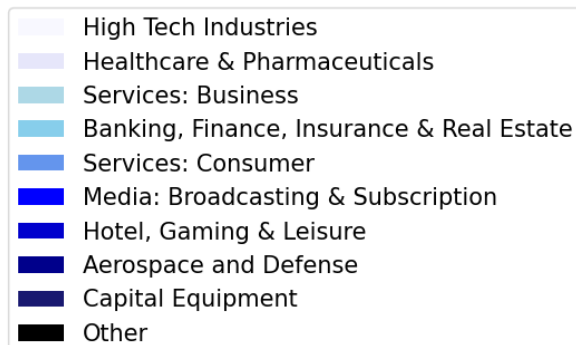 High Tech Industries
Healthcare & Pharmaceuticals
Services: Business
Banking, Finance, Insurance & Real Estate
Services: Consumer
Media: Broadcasting & Subscription
Hotel, Gaming & Leisure
Aerospace and Defense
Capital Equipment
Other